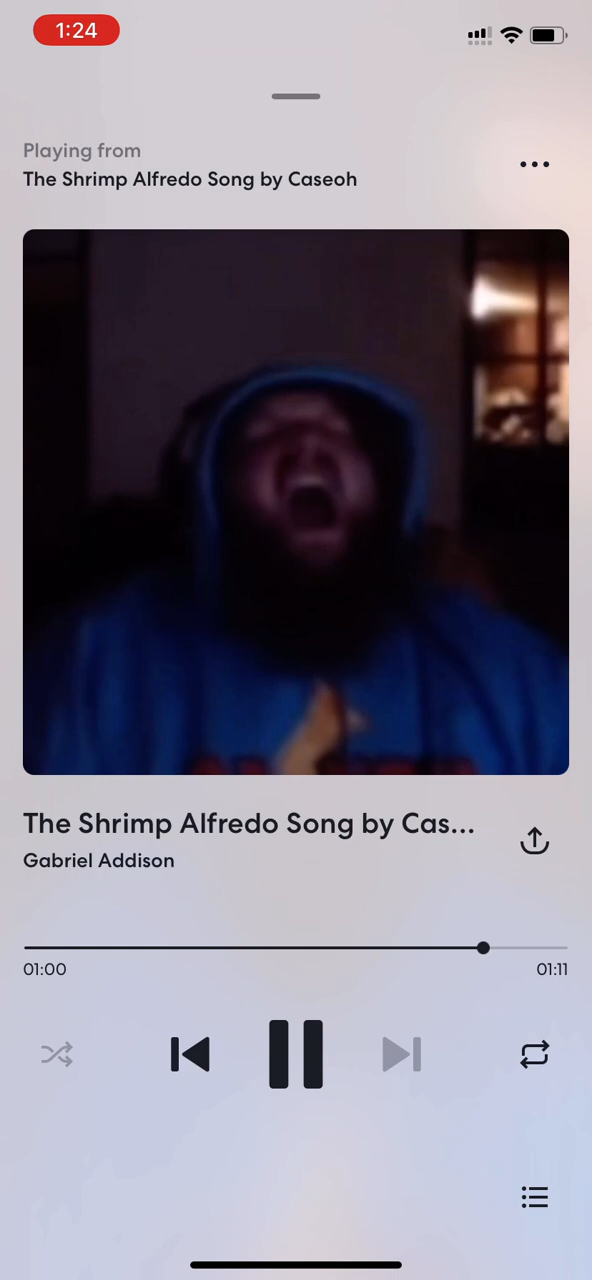 1:24
Playing from
The Shrimp Alfredo Song by Caseoh
The Shrimp Alfredo Song by Cas...
Gabriel Addison
01:00
01:11